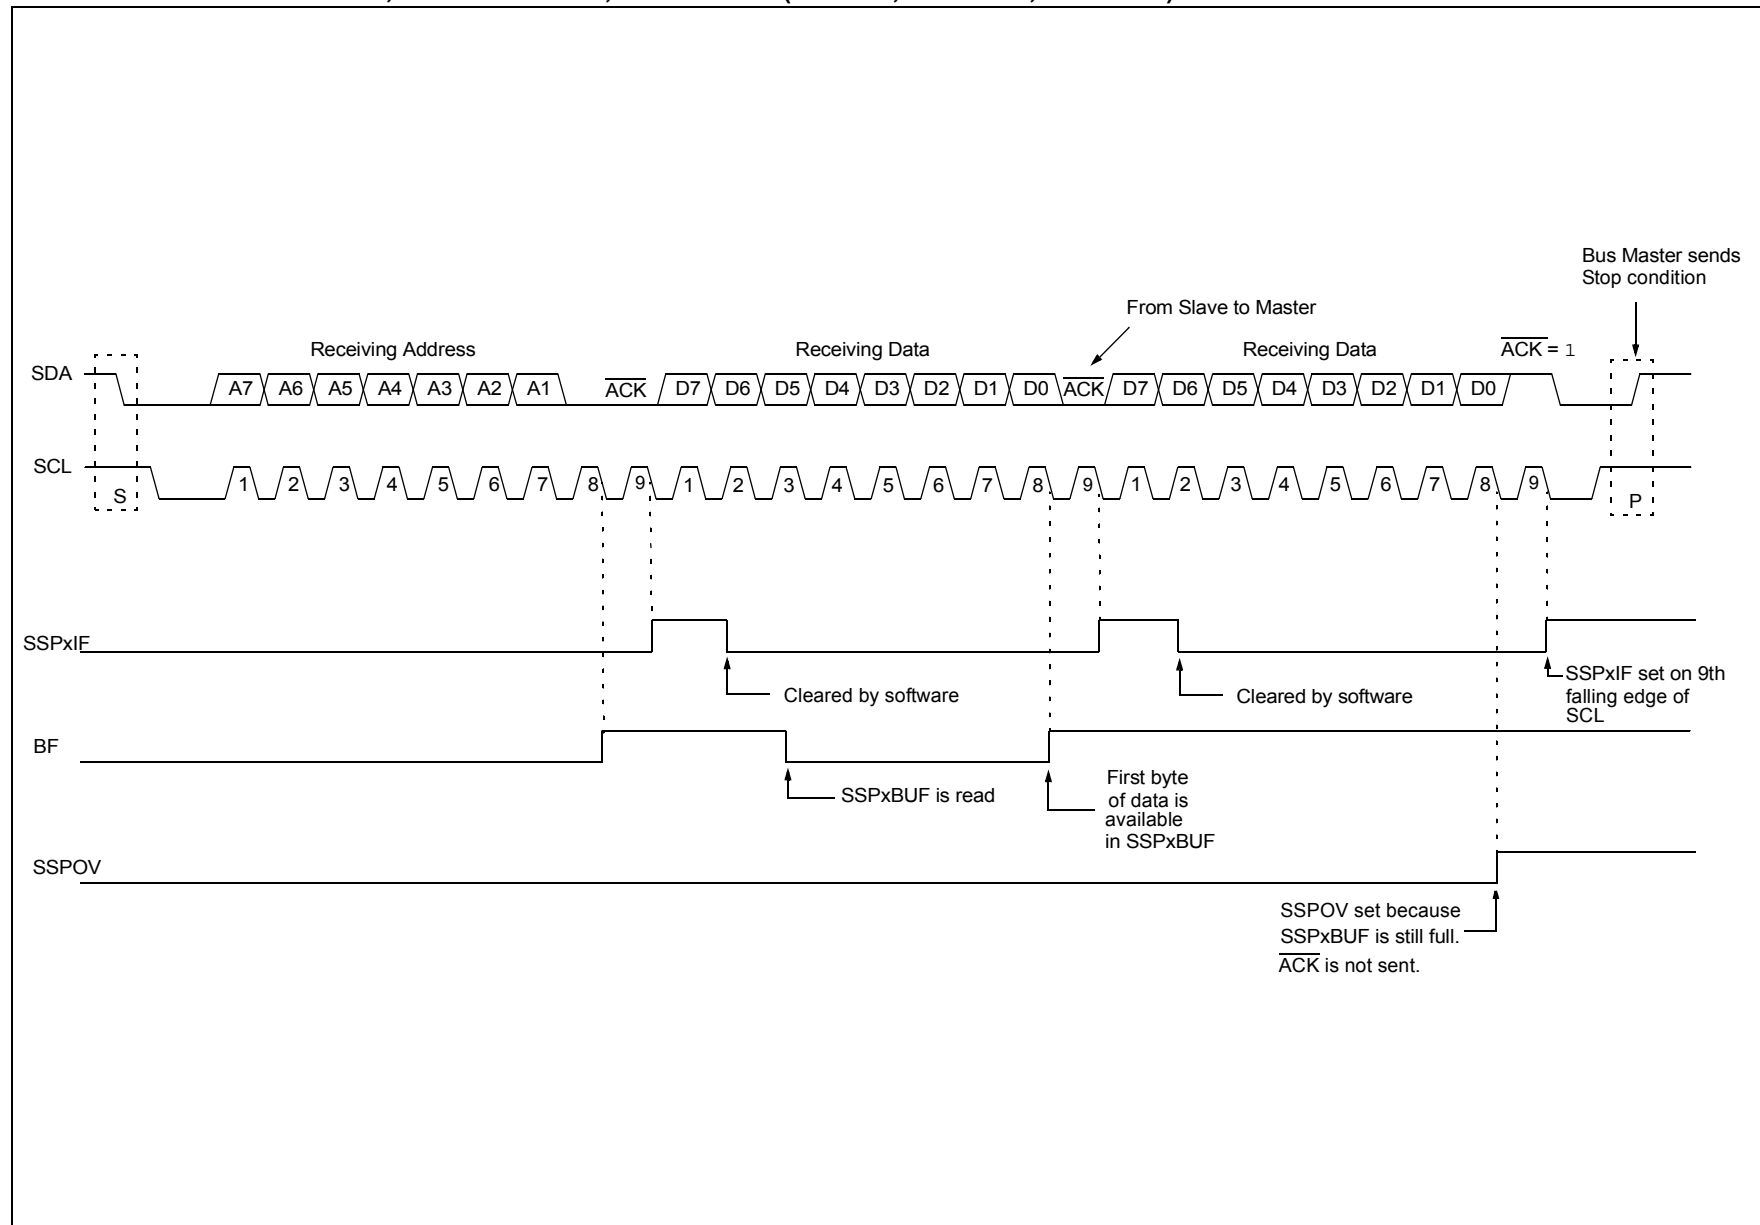 Bus Master sends
Stop condition
From Slave to Master
Receiving Address
Receiving Data
Receiving Data
ACK = 1
SDA
A7 A6 A5 A4 A3 A2 A1 ACK D7 D6 D5 D4 D3 D2 D1 D0 ACK D7 D6 D5 D4 D3 D2 D1 D0
SCL
S 1 2 3 4 5 6 7 8 9 1 2 3 4 5 6 7 8 9 1 2 3 4 5 6 7 8 9 P
SSPxIF
Cleared by software
Cleared by software
SSPxIF set on 9th
falling edge of
SCL
BF
SSPxBUF is read
First byte
of data is
available
in SSPxBUF
SSPOV
SSPOV set because
SSPxBUF is still full.
ACK is not sent.